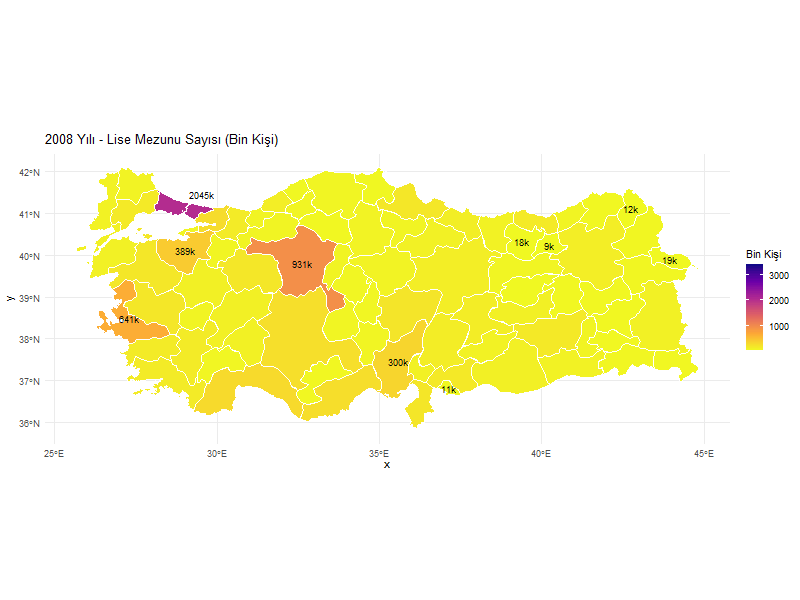 2008 Yılı - Lise Mezunu Sayısı (Bin Kişi)
42°N
41°N
40°N
39°N
38°N
37°N
36°N
y
2045k
12k
18k
9k
389k
19k
931k
641k
300k
11k
25°E
30°E
35°E
40°E
45°E
x
Bin Kişi
3000
2000
1000